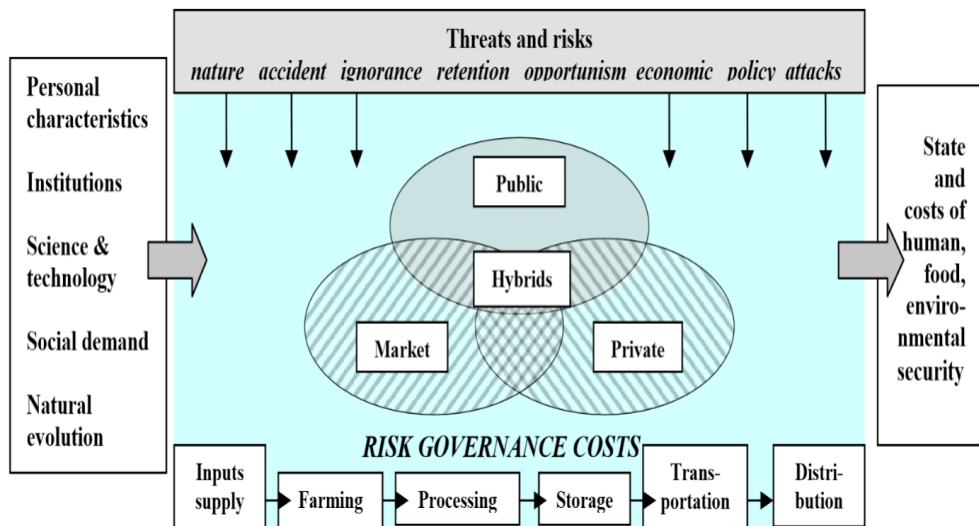 Threats and risks
nature accident ignorance retention opportunism economic policy attacks
Personal
characteristics
Institutions
Science &
technology
Social demand
Natural
evolution
Public
Hybrids
Market
Private
State
and
costs of
human,
food,
enviro-
nmental
security
RISK GOVERNANCE COSTS
Inputs
supply
Farming
Processing
Storage
Trans-
portation
Distri-
bution